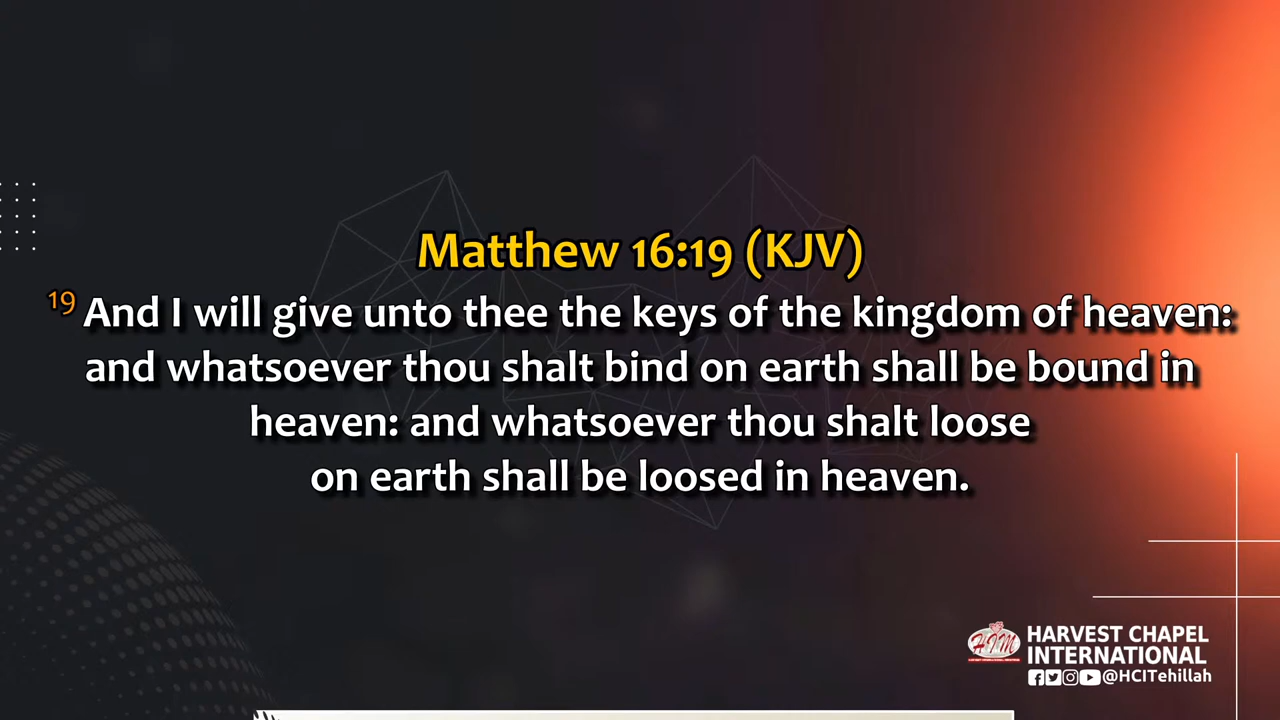 Matthew 16:19 (KJV)
19 And I will give unto thee the keys of the kingdom of heaven:
and whatsoever thou shalt bind on earth shall be bound in
heaven: and whatsoever thou shalt loose
on earth shall be loosed in heaven.
HIM
HARVEST CHAPEL
INTERNATIONAL
@HCITehillah